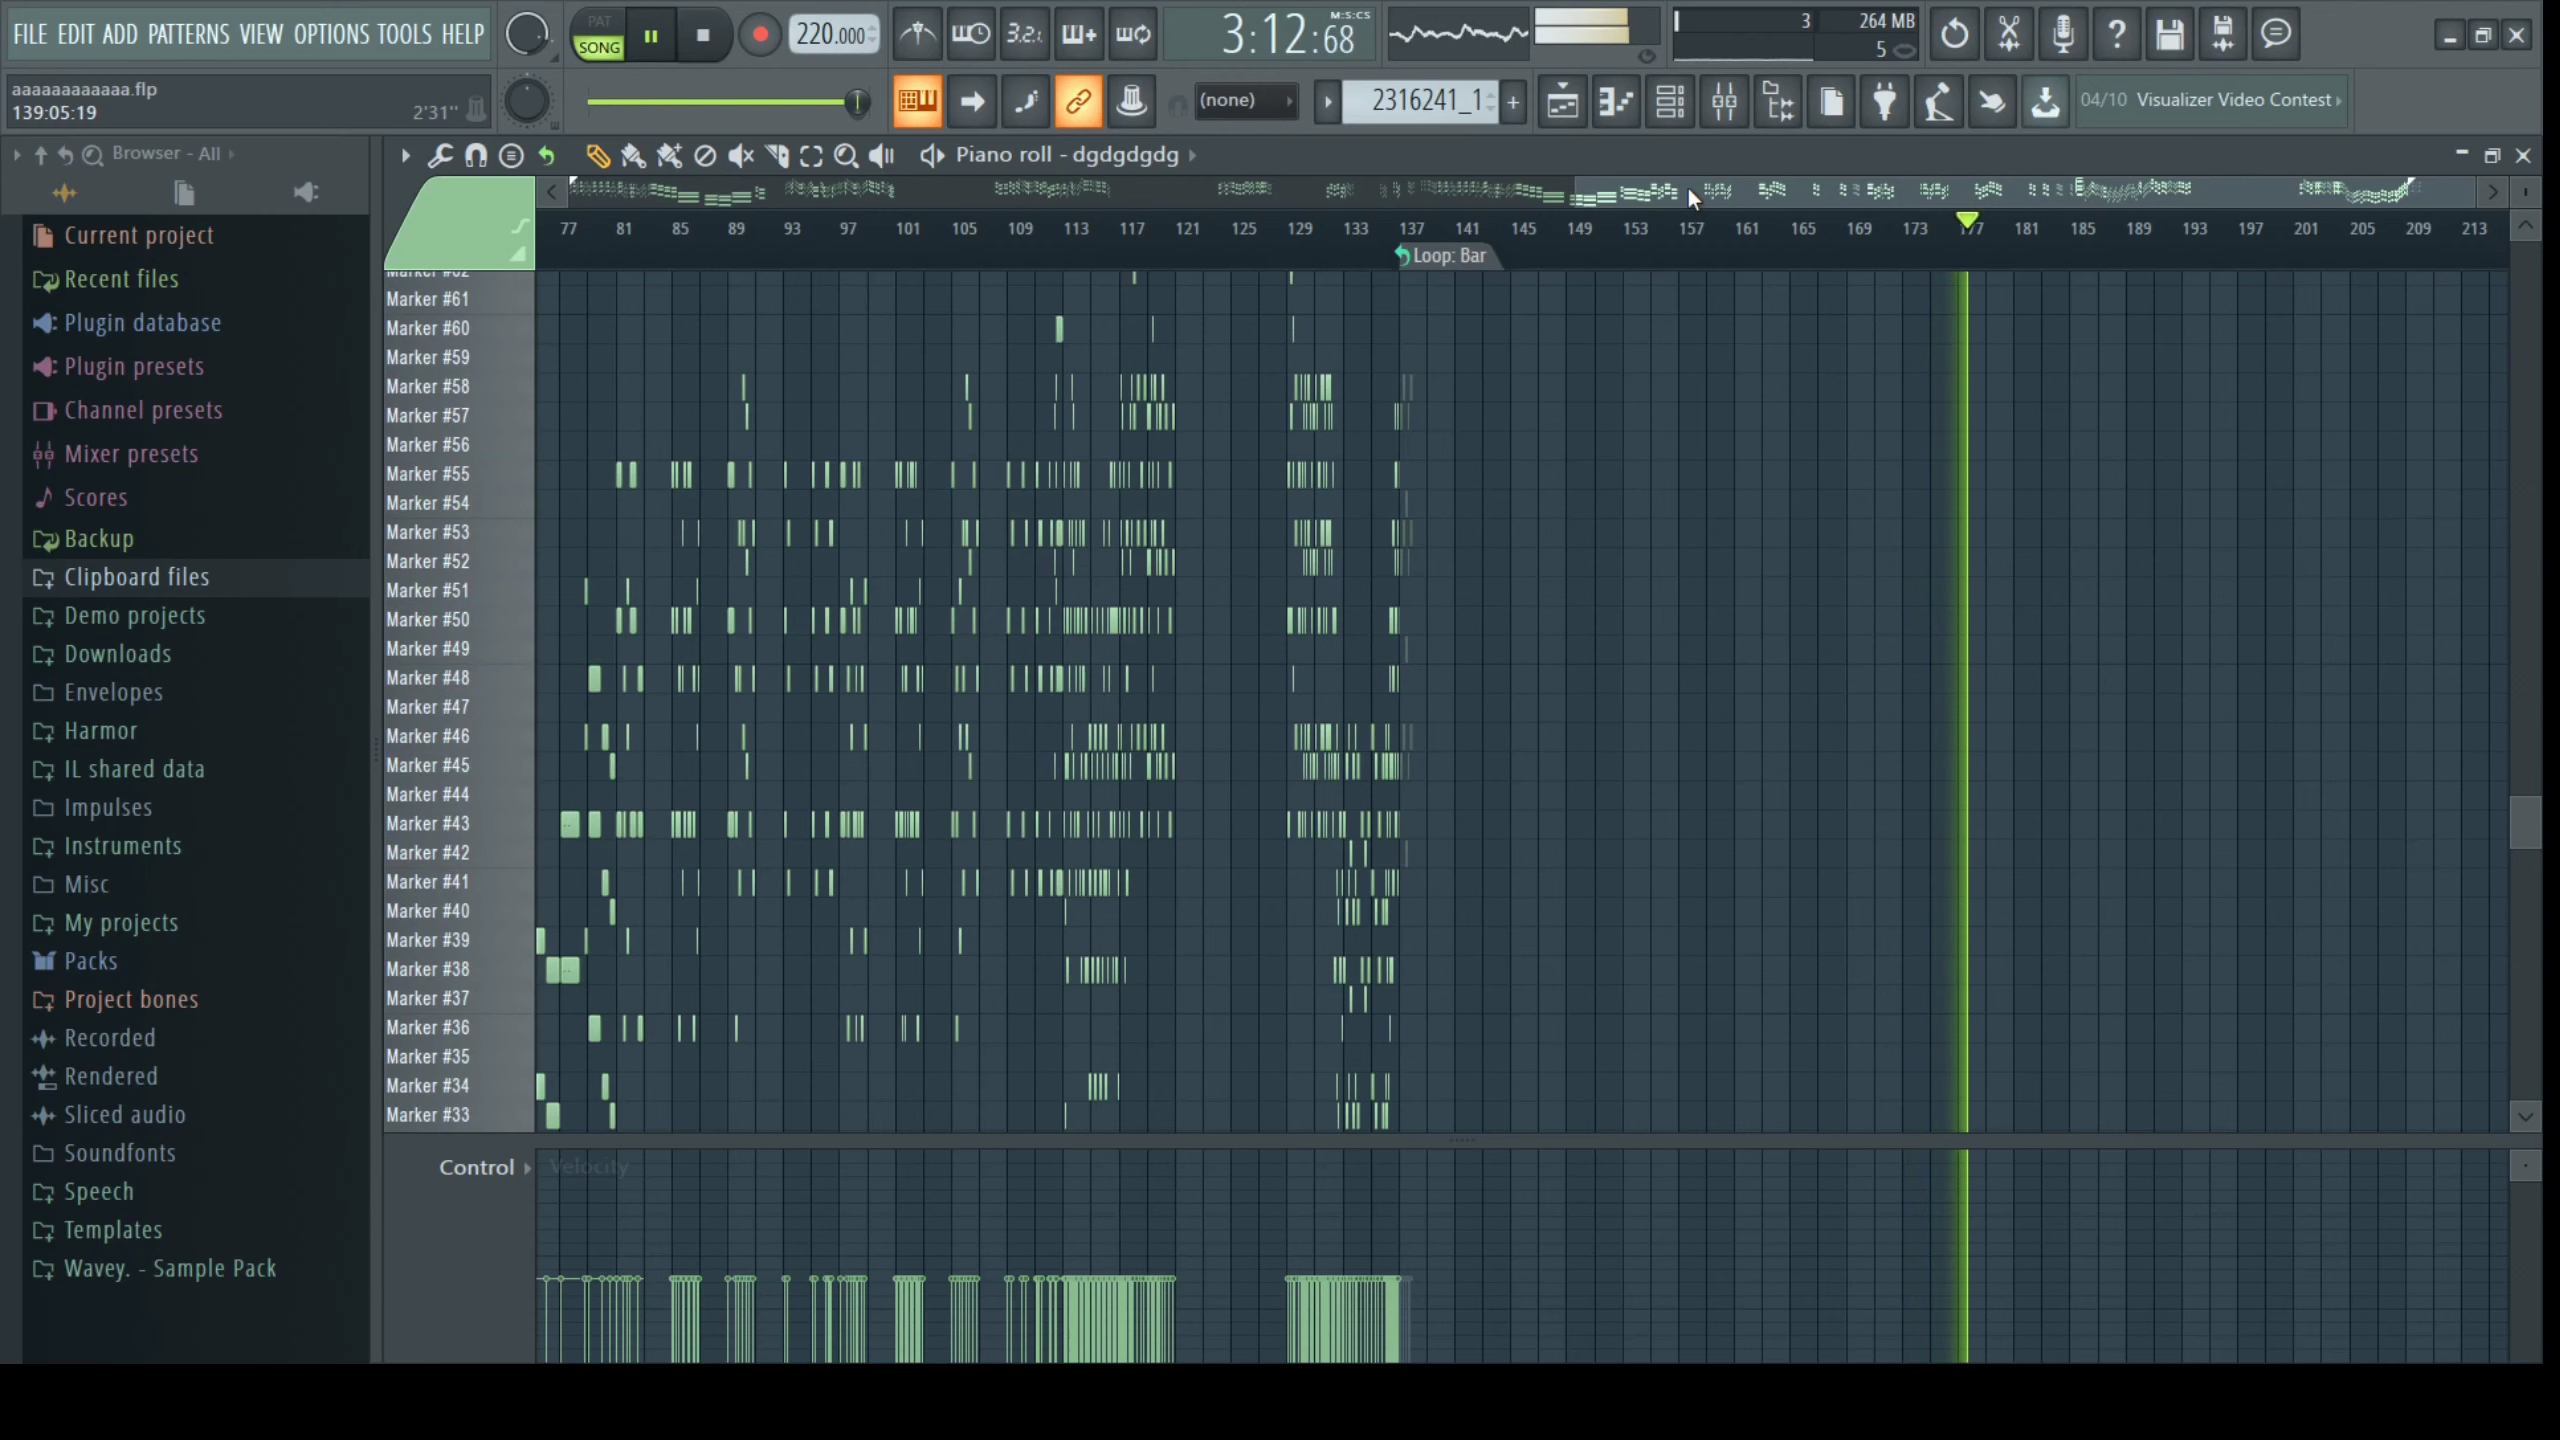 FILE EDIT ADD PATTERNS VIEW OPTIONS TOOLS HELP
PAT
SONG
220.000
3.2.1
3:12:68
M:S:CS
3
264 MB
5
aaaaaaaaaaaaa.flp
139:05:19
2'31"
(none)
2316241_1
04/10 Visualizer Video Contest
Browser - All
Piano roll - dgdgdgdg
Current project
Recent files
Plugin database
Plugin presets
Channel presets
Mixer presets
Scores
Backup
Clipboard files
Demo projects
Downloads
Envelopes
Harmor
IL shared data
Impulses
Instruments
Misc
My projects
Packs
Project bones
Recorded
Rendered
Sliced audio
Soundfonts
Speech
Templates
Wavey. - Sample Pack
77 81 85 89 93 97 101 105 109 113 117 121 125 129 133 137 141 145 149 153 157 161 165 169 173 177 181 185 189 193 197 201 205 209 213
Loop: Bar
Marker #62
Marker #61
Marker #60
Marker #59
Marker #58
Marker #57
Marker #56
Marker #55
Marker #54
Marker #53
Marker #52
Marker #51
Marker #50
Marker #49
Marker #48
Marker #47
Marker #46
Marker #45
Marker #44
Marker #43
Marker #42
Marker #41
Marker #40
Marker #39
Marker #38
Marker #37
Marker #36
Marker #35
Marker #34
Marker #33
Control
Velocity